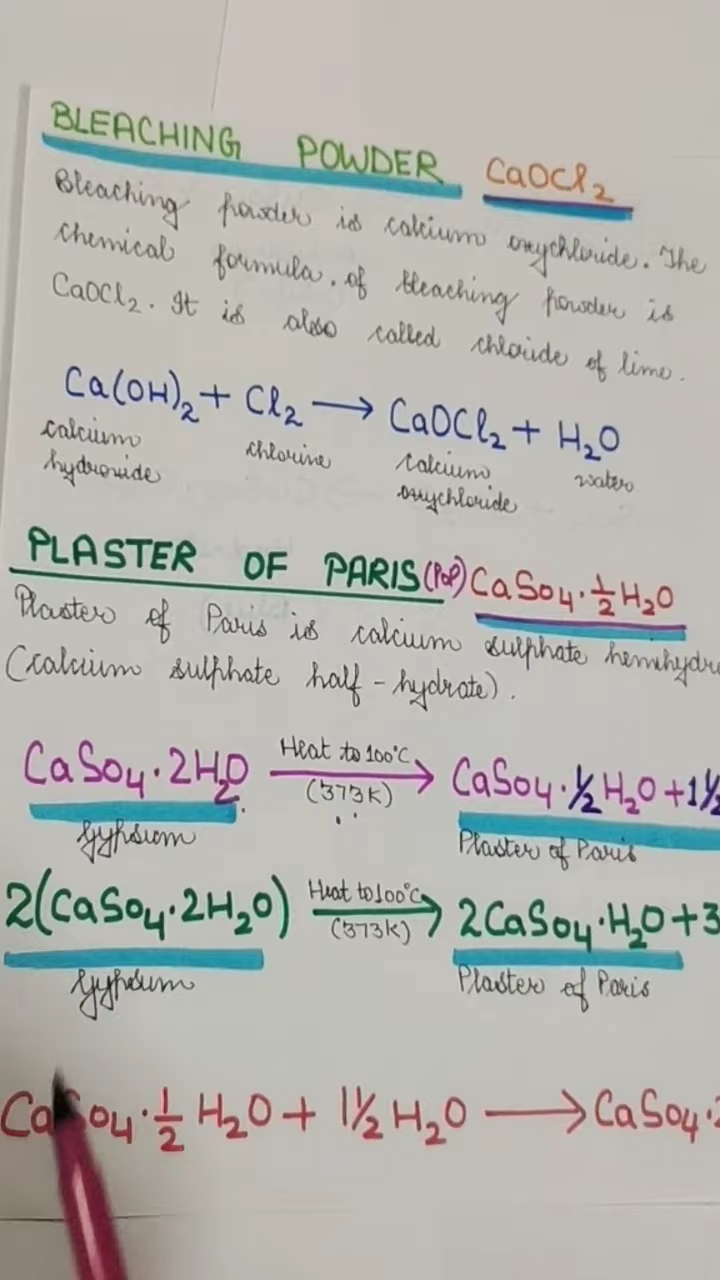 BLEACHING POWDER CaOCl₂
Bleaching powder is calcium oxychloride. The
chemical formula. of bleaching powder is
CaOCl₂. It is also called chloride of lime.
Ca(OH)₂ + Cl₂ → CaOCl₂ + H₂O
calcium hydroxide chlorine calcium oxychloride water
PLASTER OF PARIS (POP) CaSo₄·½H₂O
Plaster of Paris is calcium sulphate hemihydr
(calcium sulphate half-hydrate).
Heat to 100°C
CaSo₄·2H₂O → CaSo₄·½H₂O + 1½
(373K)
Gypsum Plaster of Paris
Heat to 100°C
2(CaSo₄·2H₂O) → 2CaSo₄·H₂O + 3
(373K)
Gypsum Plaster of Paris
CaSo₄·½H₂O + 1½H₂O → CaSo₄·